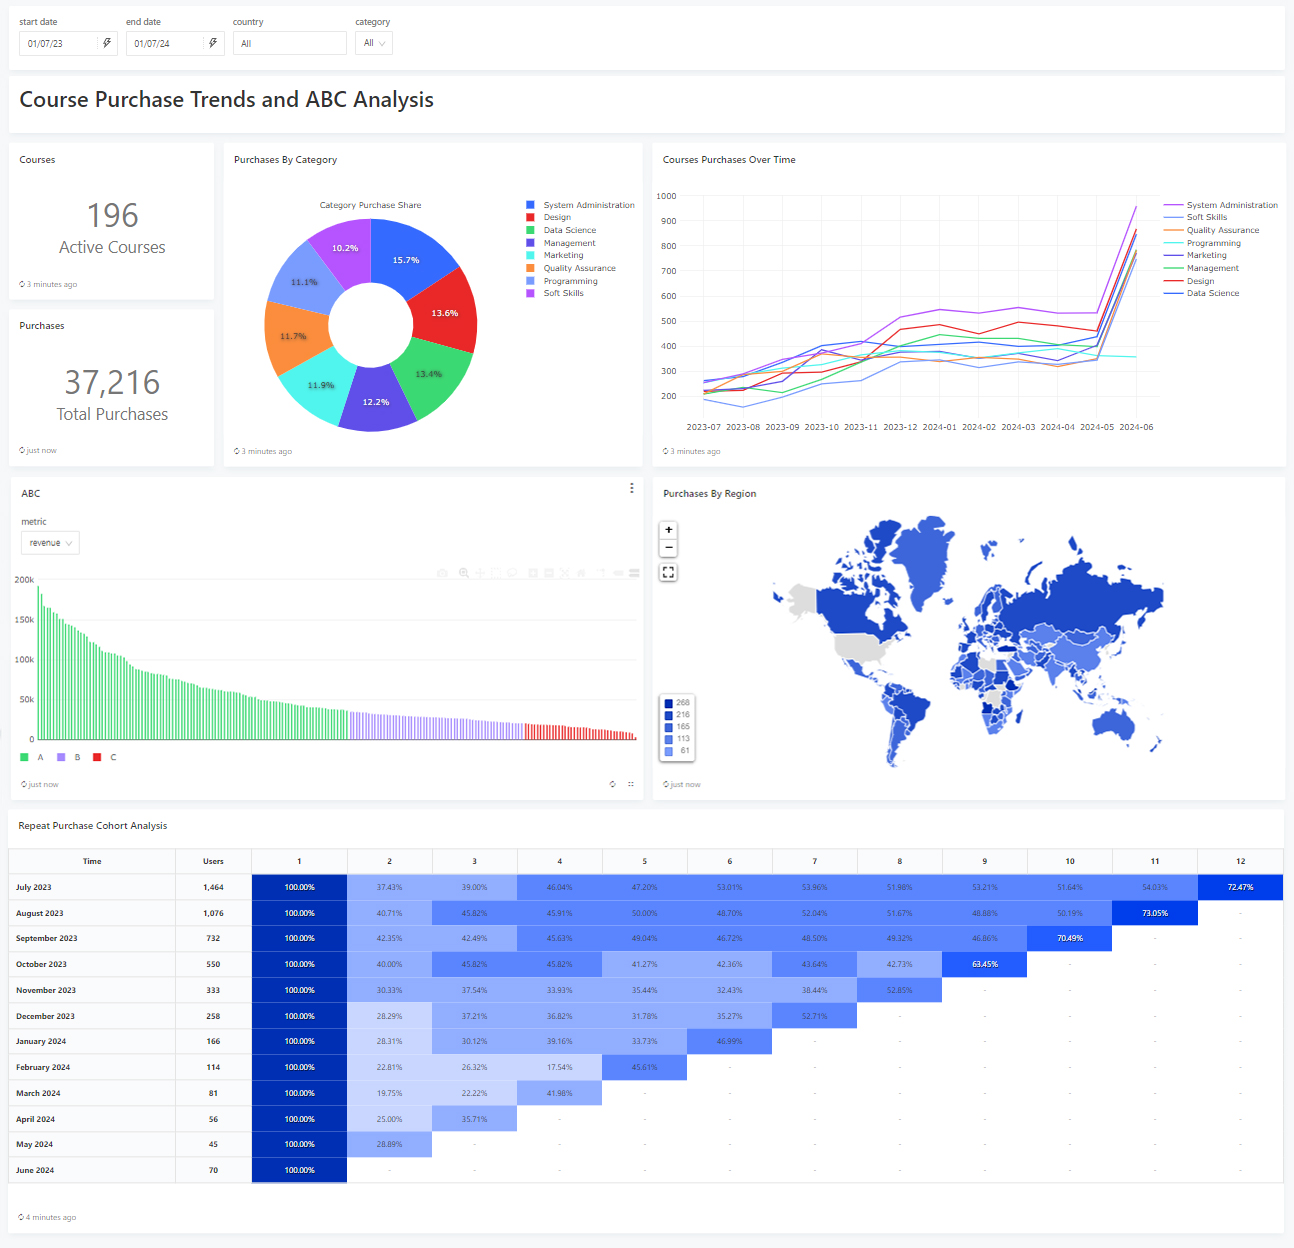 start date end date country category
01/07/23 01/07/24 All All
Course Purchase Trends and ABC Analysis
Courses
196
Active Courses
3 minutes ago
Purchases
37,216
Total Purchases
just now
Purchases By Category
Category Purchase Share
15.7%
13.6%
13.4%
12.2%
11.9%
11.7%
11.1%
10.2%
System Administration
Design
Data Science
Management
Marketing
Quality Assurance
Programming
Soft Skills
3 minutes ago
Courses Purchases Over Time
1000
900
800
700
600
500
400
300
200
2023-07 2023-08 2023-09 2023-10 2023-11 2023-12 2024-01 2024-02 2024-03 2024-04 2024-05 2024-06
System Administration
Soft Skills
Quality Assurance
Programming
Marketing
Management
Design
Data Science
3 minutes ago
ABC
metric
revenue
200k
150k
100k
50k
0
A B C
just now
Purchases By Region
+
−
268
216
165
113
61
just now
Repeat Purchase Cohort Analysis
Time Users 1 2 3 4 5 6 7 8 9 10 11 12
July 2023 1,464 100.00% 37.43% 39.00% 46.04% 47.20% 53.01% 53.96% 51.98% 53.21% 51.64% 54.03% 72.47%
August 2023 1,076 100.00% 40.71% 45.82% 45.91% 50.00% 48.70% 52.04% 51.67% 48.88% 50.19% 73.05% -
September 2023 732 100.00% 42.35% 42.49% 45.63% 49.04% 46.72% 48.50% 49.32% 46.86% 70.49% - -
October 2023 550 100.00% 40.00% 45.82% 45.82% 41.27% 42.36% 43.64% 42.73% 63.45% - - -
November 2023 333 100.00% 30.33% 37.54% 33.93% 35.44% 32.43% 38.44% 52.85% - - - -
December 2023 258 100.00% 28.29% 37.21% 36.82% 31.78% 35.27% 52.71% - - - - -
January 2024 166 100.00% 28.31% 30.12% 39.16% 33.73% 46.99% - - - - - -
February 2024 114 100.00% 22.81% 26.32% 17.54% 45.61% - - - - - - -
March 2024 81 100.00% 19.75% 22.22% 41.98% - - - - - - - -
April 2024 56 100.00% 25.00% 35.71% - - - - - - - - -
May 2024 45 100.00% 28.89% - - - - - - - - - -
June 2024 70 100.00% - - - - - - - - - - -
4 minutes ago